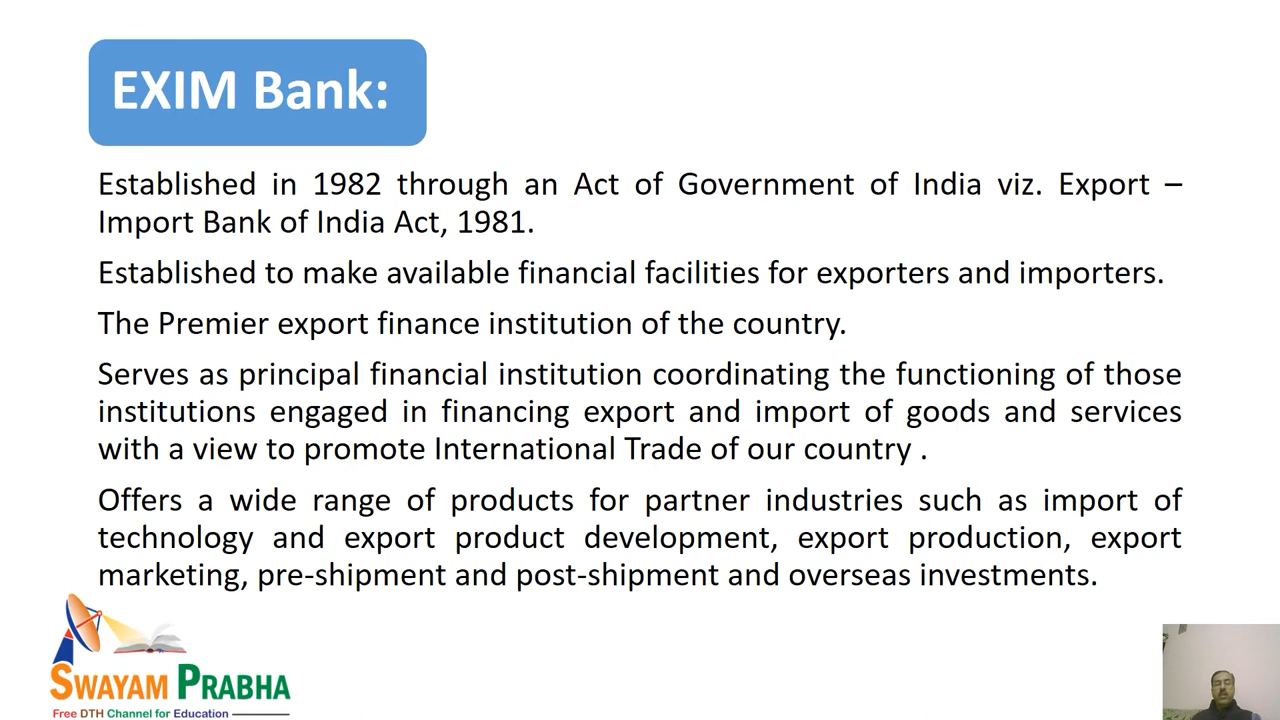 EXIM Bank:
Established in 1982 through an Act of Government of India viz. Export –
Import Bank of India Act, 1981.
Established to make available financial facilities for exporters and importers.
The Premier export finance institution of the country.
Serves as principal financial institution coordinating the functioning of those
institutions engaged in financing export and import of goods and services
with a view to promote International Trade of our country .
Offers a wide range of products for partner industries such as import of
technology and export product development, export production, export
marketing, pre-shipment and post-shipment and overseas investments.
SWAYAM PRABHA
Free DTH Channel for Education